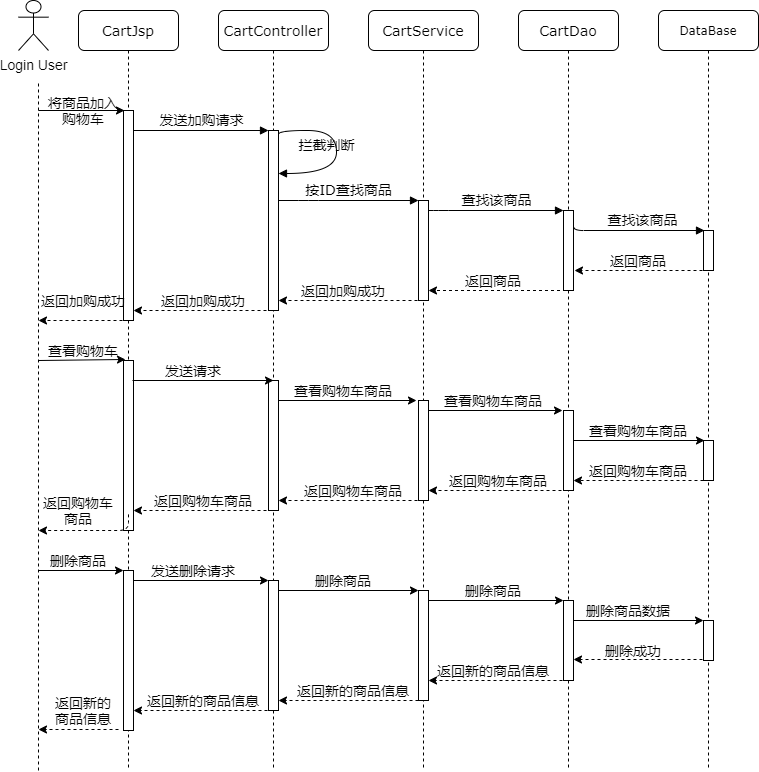 CartJsp
CartController
CartService
CartDao
DataBase
Login User
将商品加入
购物车
发送加购请求
拦截判断
按ID查找商品
查找该商品
查找该商品
返回商品
返回商品
返回加购成功
返回加购成功
返回加购成功
查看购物车
发送请求
查看购物车商品
查看购物车商品
查看购物车商品
返回购物车商品
返回购物车商品
返回购物车商品
返回购物车商品
返回购物车
商品
删除商品
发送删除请求
删除商品
删除商品
删除商品数据
删除成功
返回新的商品信息
返回新的商品信息
返回新的商品信息
返回新的
商品信息